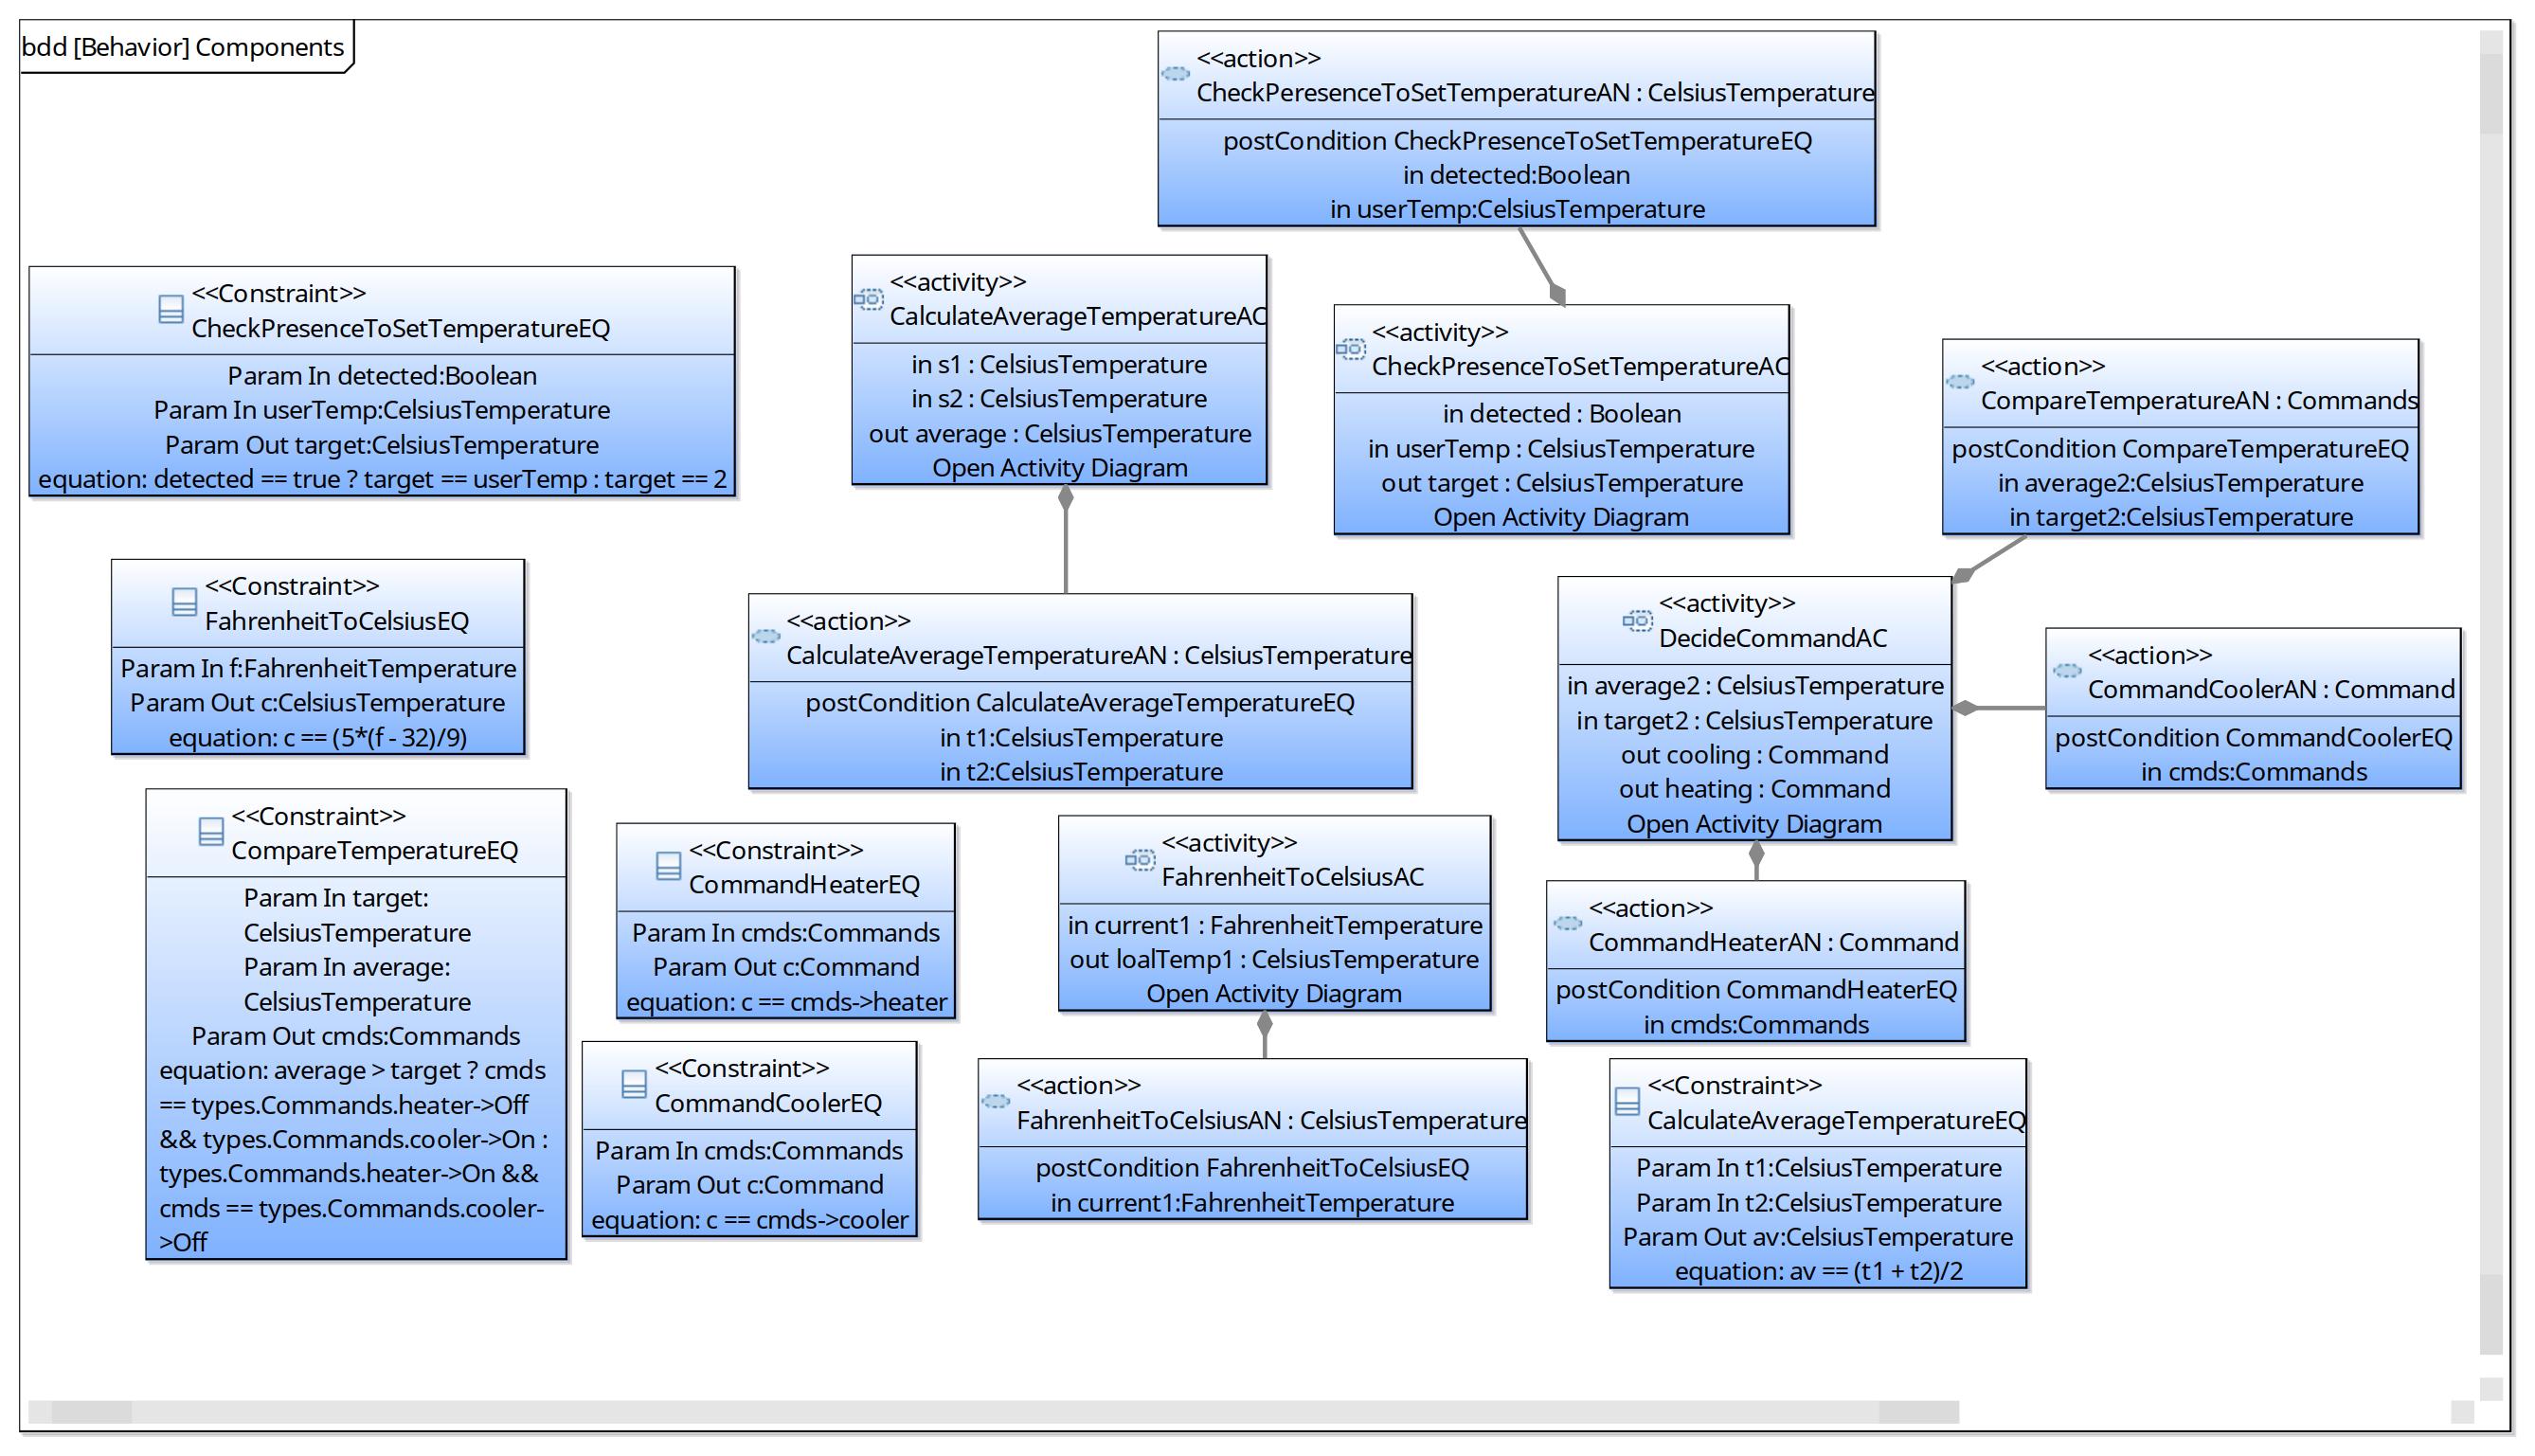 bdd [Behavior] Components
<<action>>
CheckPeresenceToSetTemperatureAN : CelsiusTemperature
postCondition CheckPresenceToSetTemperatureEQ
in detected:Boolean
in userTemp:CelsiusTemperature
<<Constraint>>
CheckPresenceToSetTemperatureEQ
Param In detected:Boolean
Param In userTemp:CelsiusTemperature
Param Out target:CelsiusTemperature
equation: detected == true ? target == userTemp : target == 2
<<activity>>
CalculateAverageTemperatureAC
in s1 : CelsiusTemperature
in s2 : CelsiusTemperature
out average : CelsiusTemperature
Open Activity Diagram
<<activity>>
CheckPresenceToSetTemperatureAC
in detected : Boolean
in userTemp : CelsiusTemperature
out target : CelsiusTemperature
Open Activity Diagram
<<action>>
CompareTemperatureAN : Commands
postCondition CompareTemperatureEQ
in average2:CelsiusTemperature
in target2:CelsiusTemperature
<<Constraint>>
FahrenheitToCelsiusEQ
Param In f:FahrenheitTemperature
Param Out c:CelsiusTemperature
equation: c == (5*(f - 32)/9)
<<action>>
CalculateAverageTemperatureAN : CelsiusTemperature
postCondition CalculateAverageTemperatureEQ
in t1:CelsiusTemperature
in t2:CelsiusTemperature
<<activity>>
DecideCommandAC
in average2 : CelsiusTemperature
in target2 : CelsiusTemperature
out cooling : Command
out heating : Command
Open Activity Diagram
<<action>>
CommandCoolerAN : Command
postCondition CommandCoolerEQ
in cmds:Commands
<<Constraint>>
CompareTemperatureEQ
Param In target:
CelsiusTemperature
Param In average:
CelsiusTemperature
Param Out cmds:Commands
equation: average > target ? cmds
== types.Commands.heater->Off
&& types.Commands.cooler->On :
types.Commands.heater->On &&
cmds == types.Commands.cooler-
>Off
<<Constraint>>
CommandHeaterEQ
Param In cmds:Commands
Param Out c:Command
equation: c == cmds->heater
<<activity>>
FahrenheitToCelsiusAC
in current1 : FahrenheitTemperature
out loalTemp1 : CelsiusTemperature
Open Activity Diagram
<<action>>
CommandHeaterAN : Command
postCondition CommandHeaterEQ
in cmds:Commands
<<Constraint>>
CommandCoolerEQ
Param In cmds:Commands
Param Out c:Command
equation: c == cmds->cooler
<<action>>
FahrenheitToCelsiusAN : CelsiusTemperature
postCondition FahrenheitToCelsiusEQ
in current1:FahrenheitTemperature
<<Constraint>>
CalculateAverageTemperatureEQ
Param In t1:CelsiusTemperature
Param In t2:CelsiusTemperature
Param Out av:CelsiusTemperature
equation: av == (t1 + t2)/2